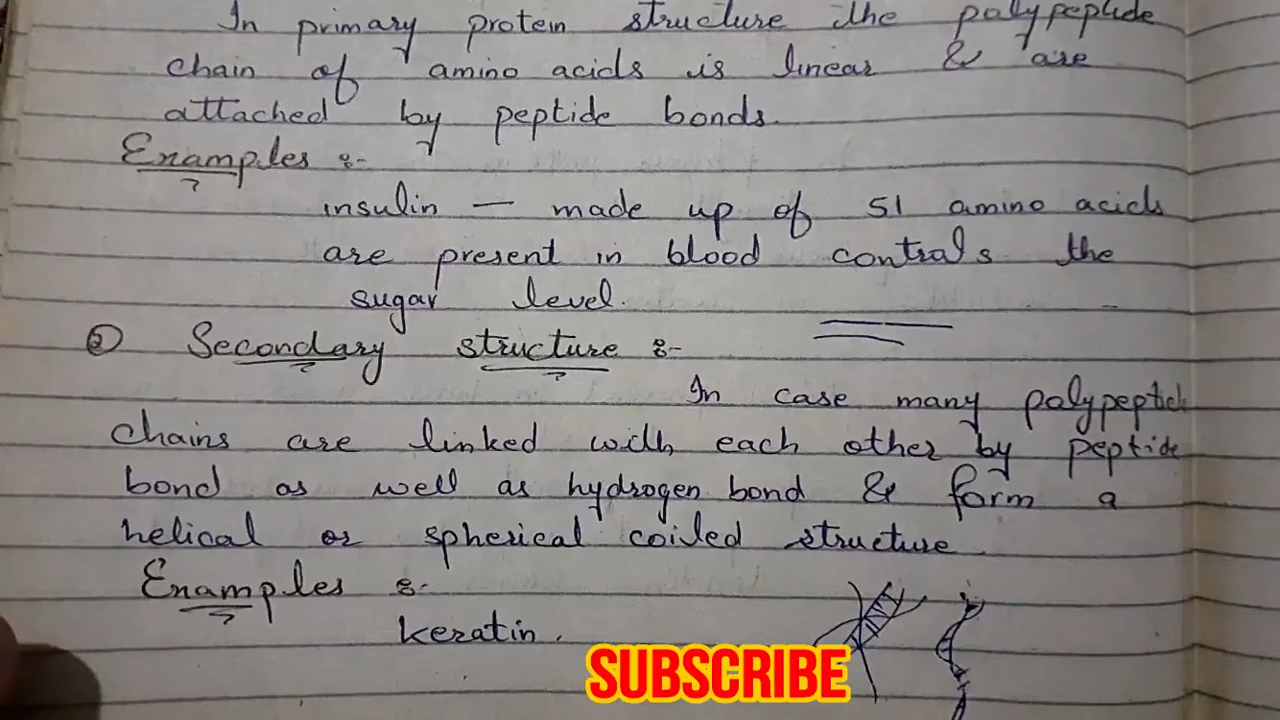 In primary protein structure the polypeptide
chain of amino acids is linear & are
attached by peptide bonds.
Examples :-
insulin — made up of 51 amino acids
are present in blood controls the
sugar level.
② Secondary structure :-
In case many polypeptide
chains are linked with each other by peptide
bond as well as hydrogen bond & form a
helical or spherical coiled structure.
Examples :-
keratin.
SUBSCRIBE